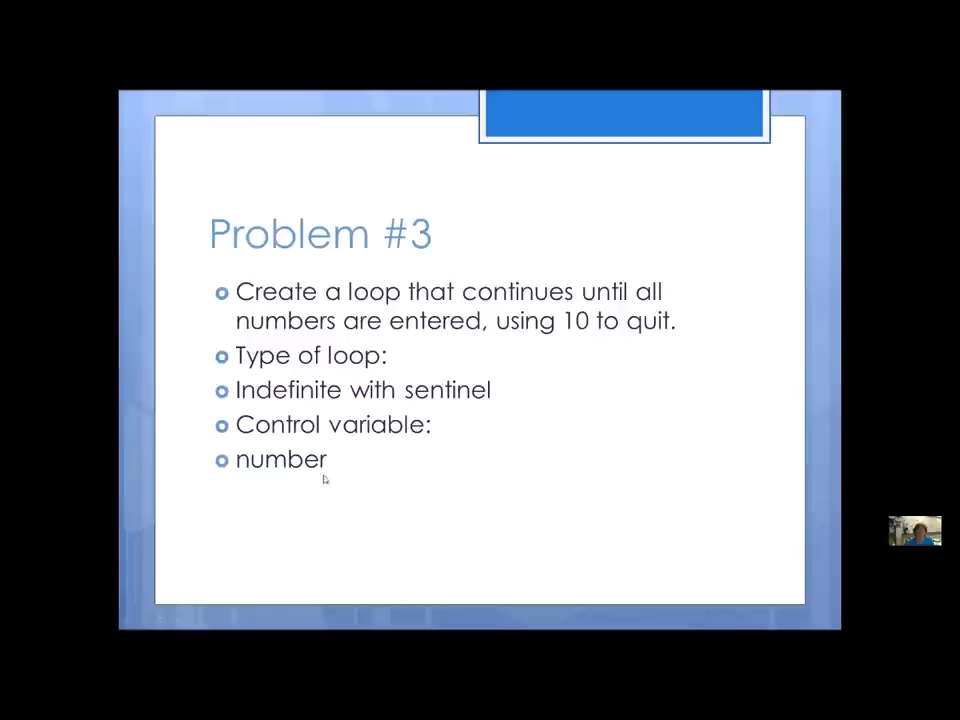 Problem #3
Create a loop that continues until all
numbers are entered, using 10 to quit.
Type of loop:
Indefinite with sentinel
Control variable:
number